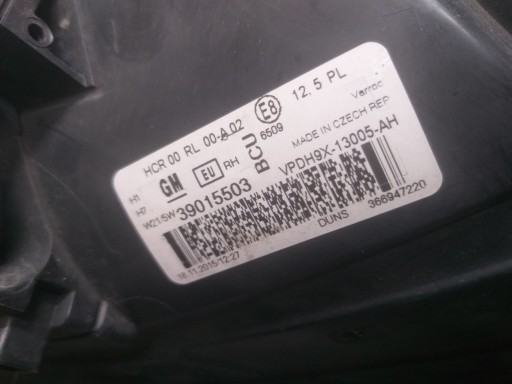 HCR 00 RL 00-A 02 E8 12.5 PL
6509
H1 GM EU RH BCU MADE IN CZECH REP Varroc
H7
W21/5W 39015503 VPDH9X-13005-AH
18.11.2015/12:27 DUNS 366947220